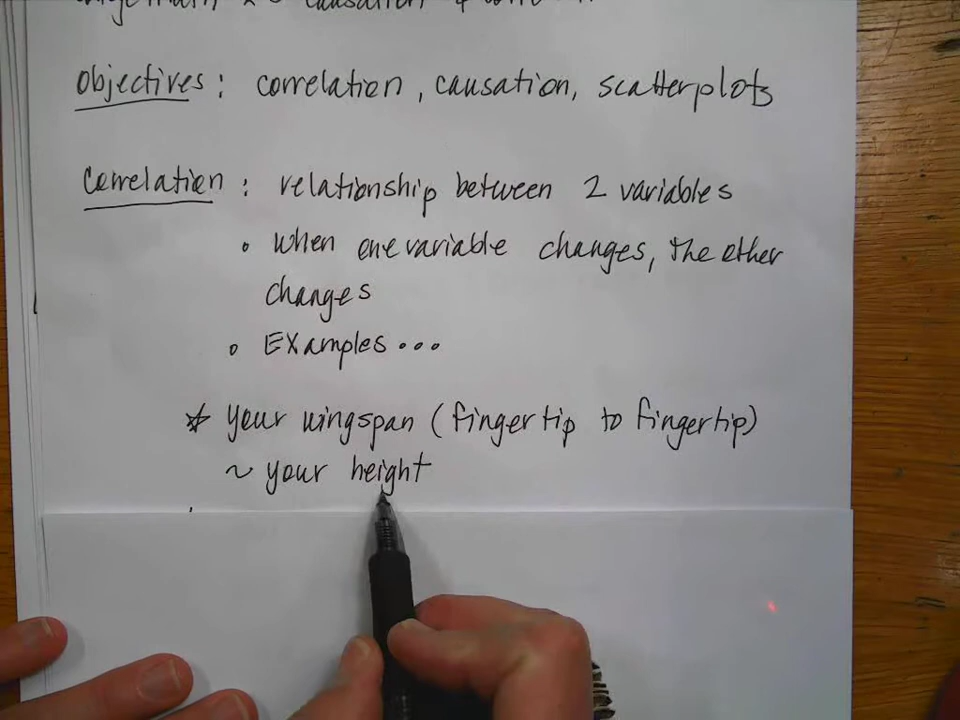 causation
objectives : correlation, causation, scatterplots
correlation : relationship between 2 variables
• when one variable changes, the other
changes
• Examples...
* your wingspan (fingertip to fingertip)
~ your height